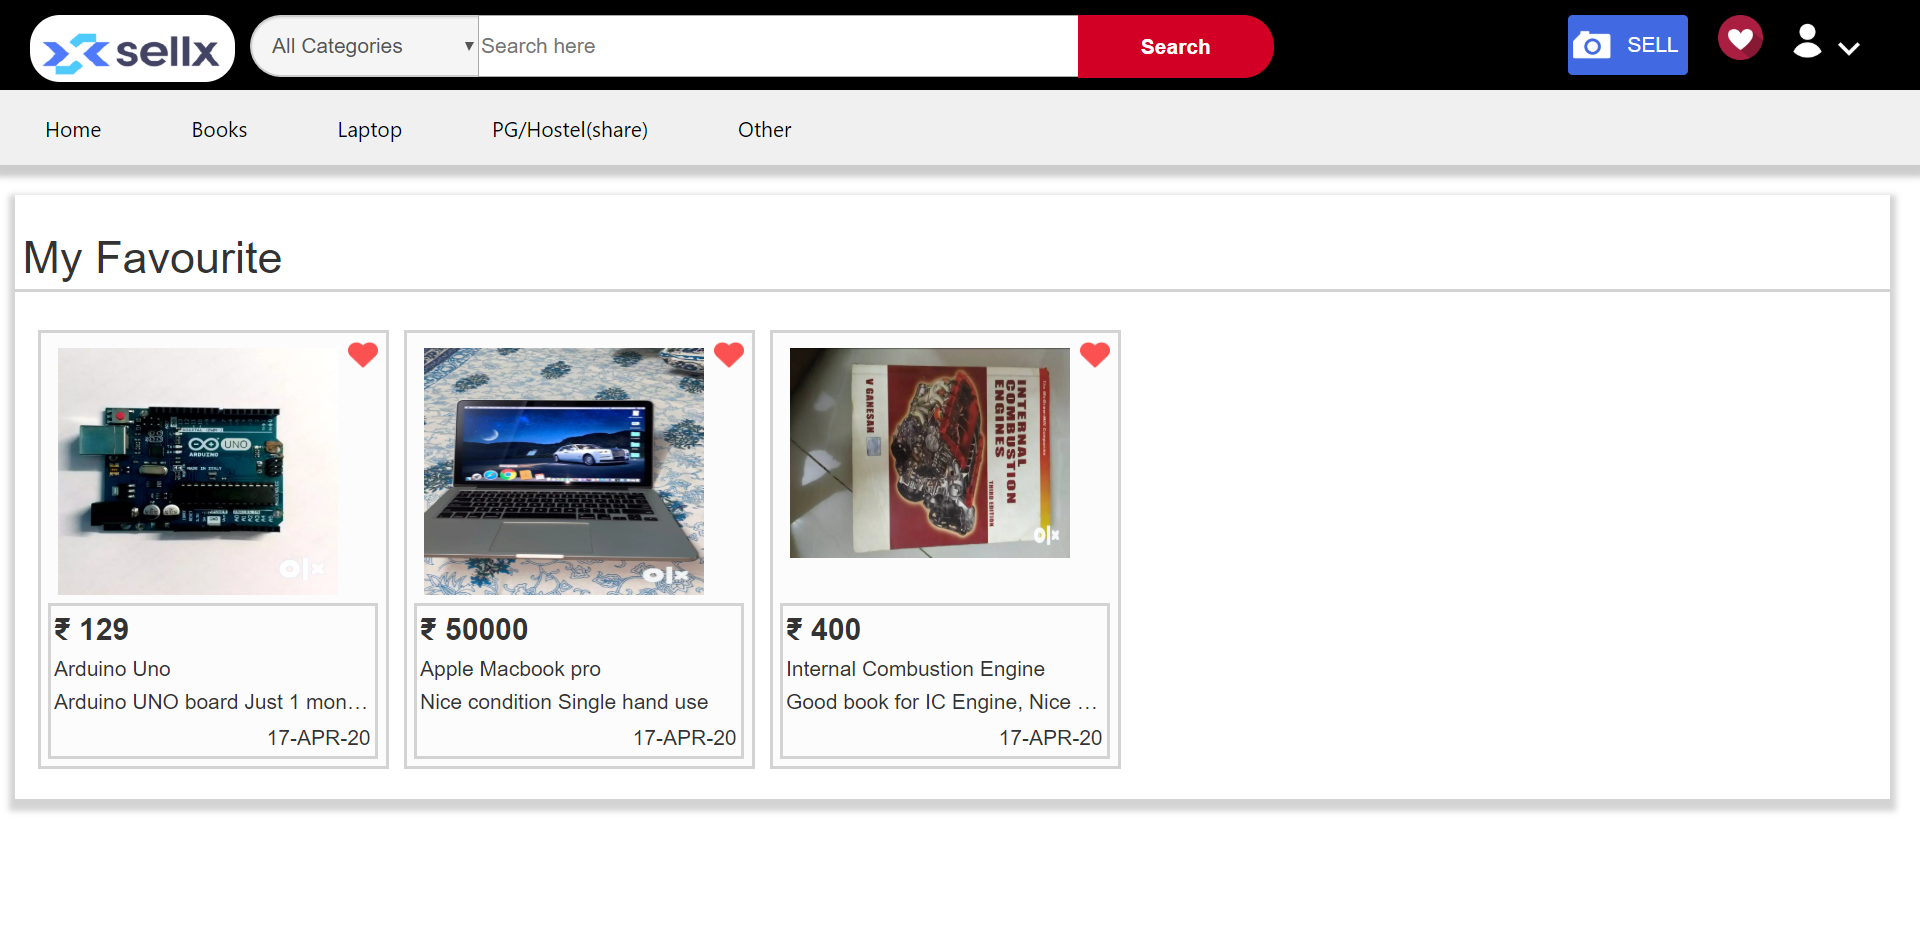 sellx
All Categories
Search here
Search
SELL
Home
Books
Laptop
PG/Hostel(share)
Other
My Favourite
UNO
ARDUINO
MADE IN ITALY
olx
₹ 129
Arduino Uno
Arduino UNO board Just 1 mon...
17-APR-20
olx
₹ 50000
Apple Macbook pro
Nice condition Single hand use
17-APR-20
INTERNAL
COMBUSTION
ENGINES
THIRD EDITION
V GANESAN
olx
₹ 400
Internal Combustion Engine
Good book for IC Engine, Nice ...
17-APR-20